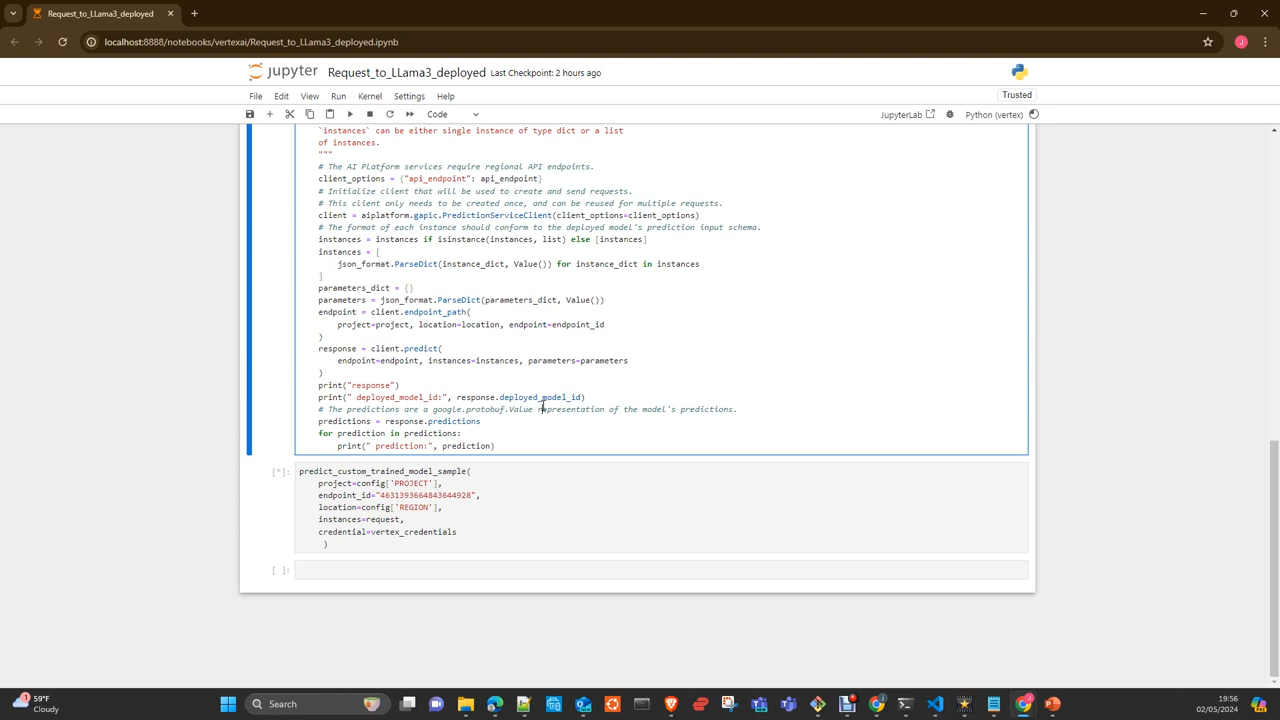 Request_to_LLama3_deployed
localhost:8888/notebooks/vertexai/Request_to_LLama3_deployed.ipynb
J
jupyter Request_to_LLama3_deployed Last Checkpoint: 2 hours ago
File Edit View Run Kernel Settings Help
Trusted
Code
JupyterLab
Python (vertex)
`instances` can be either single instance of type dict or a list
of instances.
"""
# The AI Platform services require regional API endpoints.
client_options = {"api_endpoint": api_endpoint}
# Initialize client that will be used to create and send requests.
# This client only needs to be created once, and can be reused for multiple requests.
client = aiplatform.gapic.PredictionServiceClient(client_options=client_options)
# The format of each instance should conform to the deployed model's prediction input schema.
instances = instances if isinstance(instances, list) else [instances]
instances = [
json_format.ParseDict(instance_dict, Value()) for instance_dict in instances
]
parameters_dict = {}
parameters = json_format.ParseDict(parameters_dict, Value())
endpoint = client.endpoint_path(
project=project, location=location, endpoint=endpoint_id
)
response = client.predict(
endpoint=endpoint, instances=instances, parameters=parameters
)
print("response")
print(" deployed_model_id:", response.deployed_model_id)
# The predictions are a google.protobuf.Value representation of the model's predictions.
predictions = response.predictions
for prediction in predictions:
print(" prediction:", prediction)
[*]: predict_custom_trained_model_sample(
project=config['PROJECT'],
endpoint_id="4631393664843644928",
location=config['REGION'],
instances=request,
credential=vertex_credentials
)
[ ]:
1
59°F
Cloudy
Search
19:56
02/05/2024